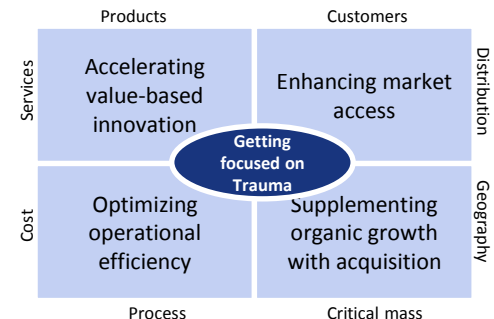 Products
Customers
Services
Accelerating
value-based
innovation
Enhancing market
access
Distribution
Getting
focused on
Trauma
Cost
Optimizing
operational
efficiency
Supplementing
organic growth
with acquisition
Geography
Process
Critical mass